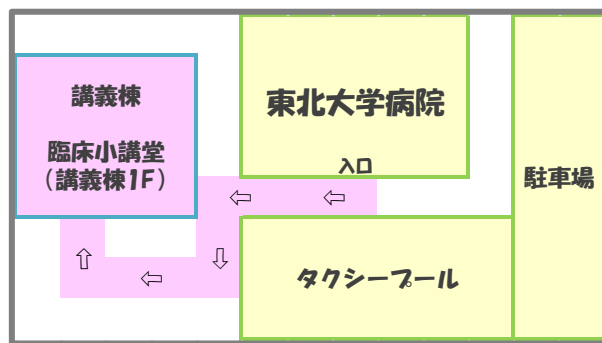 講義棟
臨床小講堂
（講義棟1F）
東北大学病院
入口
駐車場
⇦
⇦
⇧
⇦
⇩
タクシープール